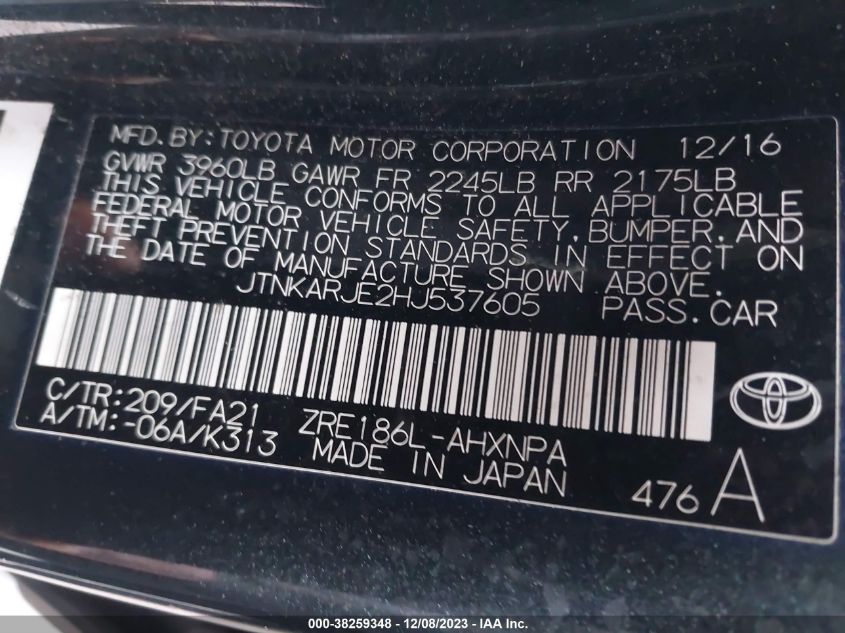 MFD.BY:TOYOTA MOTOR CORPORATION 12/16
GVWR 3960LB GAWR FR 2245LB RR 2175LB
THIS VEHICLE CONFORMS TO ALL APPLICABLE
FEDERAL MOTOR VEHICLE SAFETY,BUMPER,AND
THEFT PREVENTION STANDARDS IN EFFECT ON
THE DATE OF MANUFACTURE SHOWN ABOVE.
JTNKARJE2HJ537605 PASS.CAR
C/TR:209/FA21 ZRE186L-AHXNPA
A/TM:-06A/K313 MADE IN JAPAN
476 A
000-38259348 - 12/08/2023 - IAA Inc.